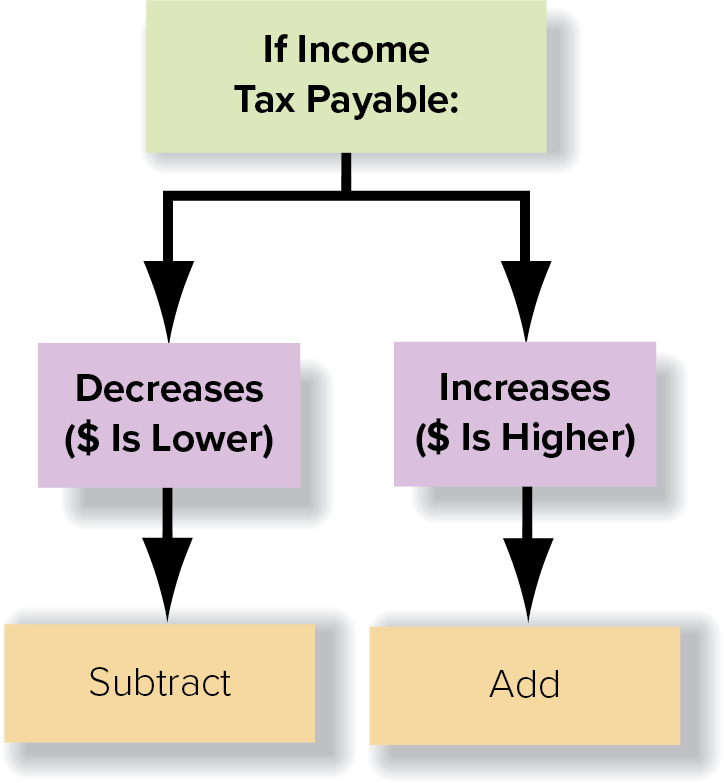 If Income
Tax Payable:
Decreases
($ Is Lower)
Increases
($ Is Higher)
Subtract
Add